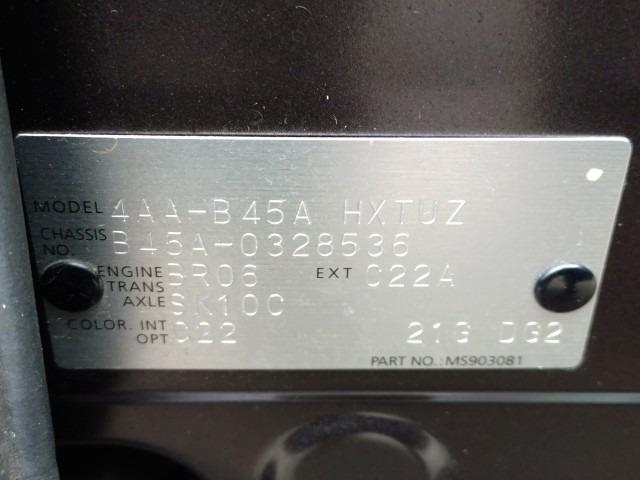 MODEL 4AA-B45A HXTUZ
CHASSIS NO. B45A-0328536
ENGINE BR06 EXT C22A
TRANS AXLE SK10C
COLOR. INT C22 21G DG2
OPT
PART NO.:MS903081